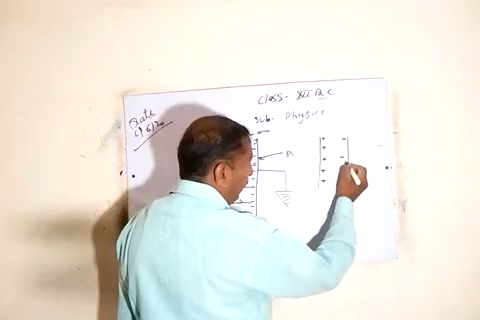 Class- XII B, C
Date
Sub. Physics
A